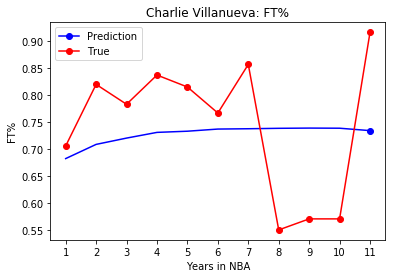 Charlie Villanueva: FT%
Prediction
True
0.90
0.85
0.80
0.75
0.70
0.65
0.60
0.55
FT%
1 2 3 4 5 6 7 8 9 10 11
Years in NBA